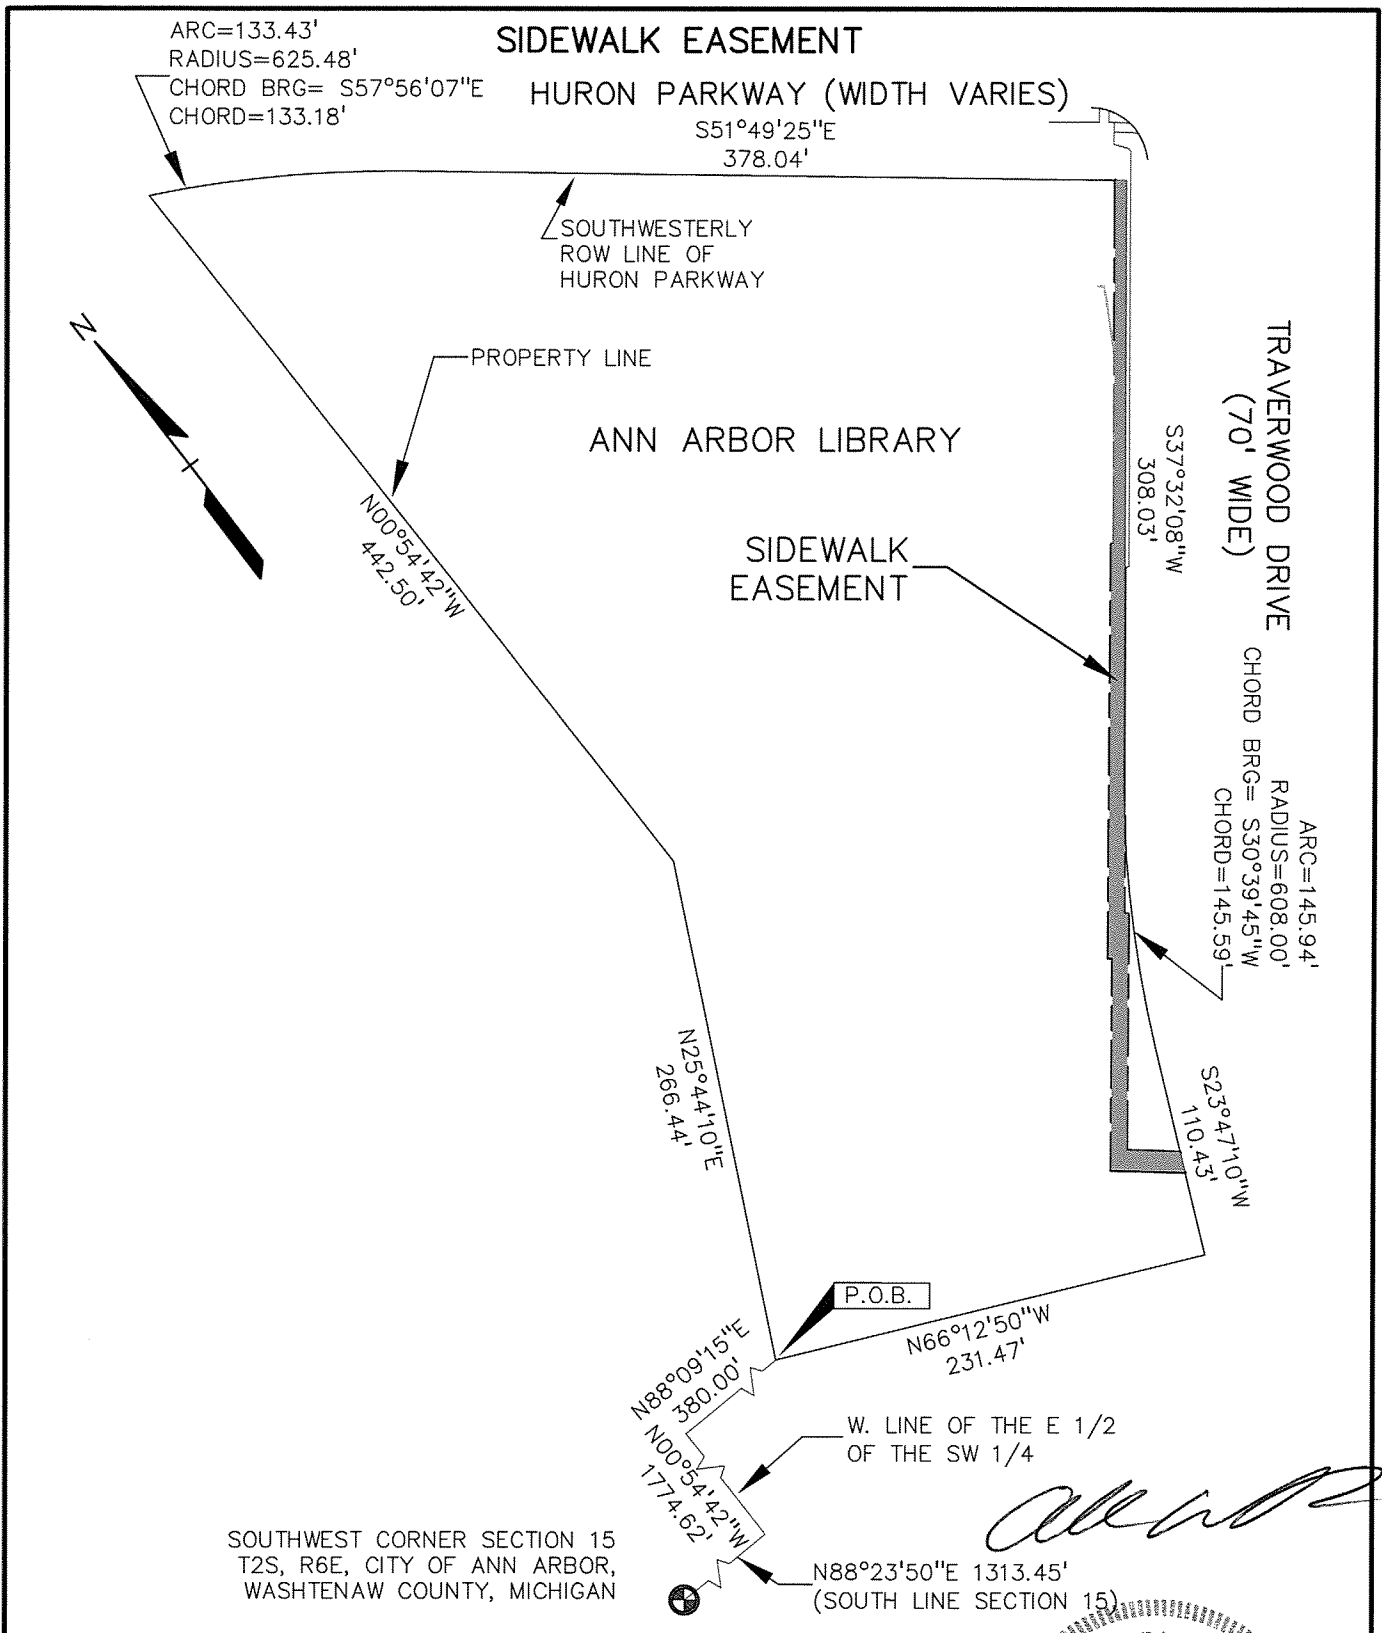 ARC=133.43'
RADIUS=625.48'
CHORD BRG= S57°56'07"E
CHORD=133.18'
SIDEWALK EASEMENT
HURON PARKWAY (WIDTH VARIES)
S51°49'25"E
378.04'
SOUTHWESTERLY
ROW LINE OF
HURON PARKWAY
N
PROPERTY LINE
ANN ARBOR LIBRARY
TRAVERWOOD DRIVE
(70' WIDE)
S37°32'08"W
308.03'
N00°54'42"W
442.50'
SIDEWALK
EASEMENT
ARC=145.94'
RADIUS=608.00'
CHORD BRG= S30°39'45"W
CHORD=145.59'
N25°44'10"E
266.44'
S23°47'10"W
110.43'
P.O.B.
N66°12'50"W
231.47'
N88°09'15"E
380.00'
N00°54'42"W
1774.62'
W. LINE OF THE E 1/2
OF THE SW 1/4
SOUTHWEST CORNER SECTION 15
T2S, R6E, CITY OF ANN ARBOR,
WASHTENAW COUNTY, MICHIGAN
N88°23'50"E 1313.45'
(SOUTH LINE SECTION 15)